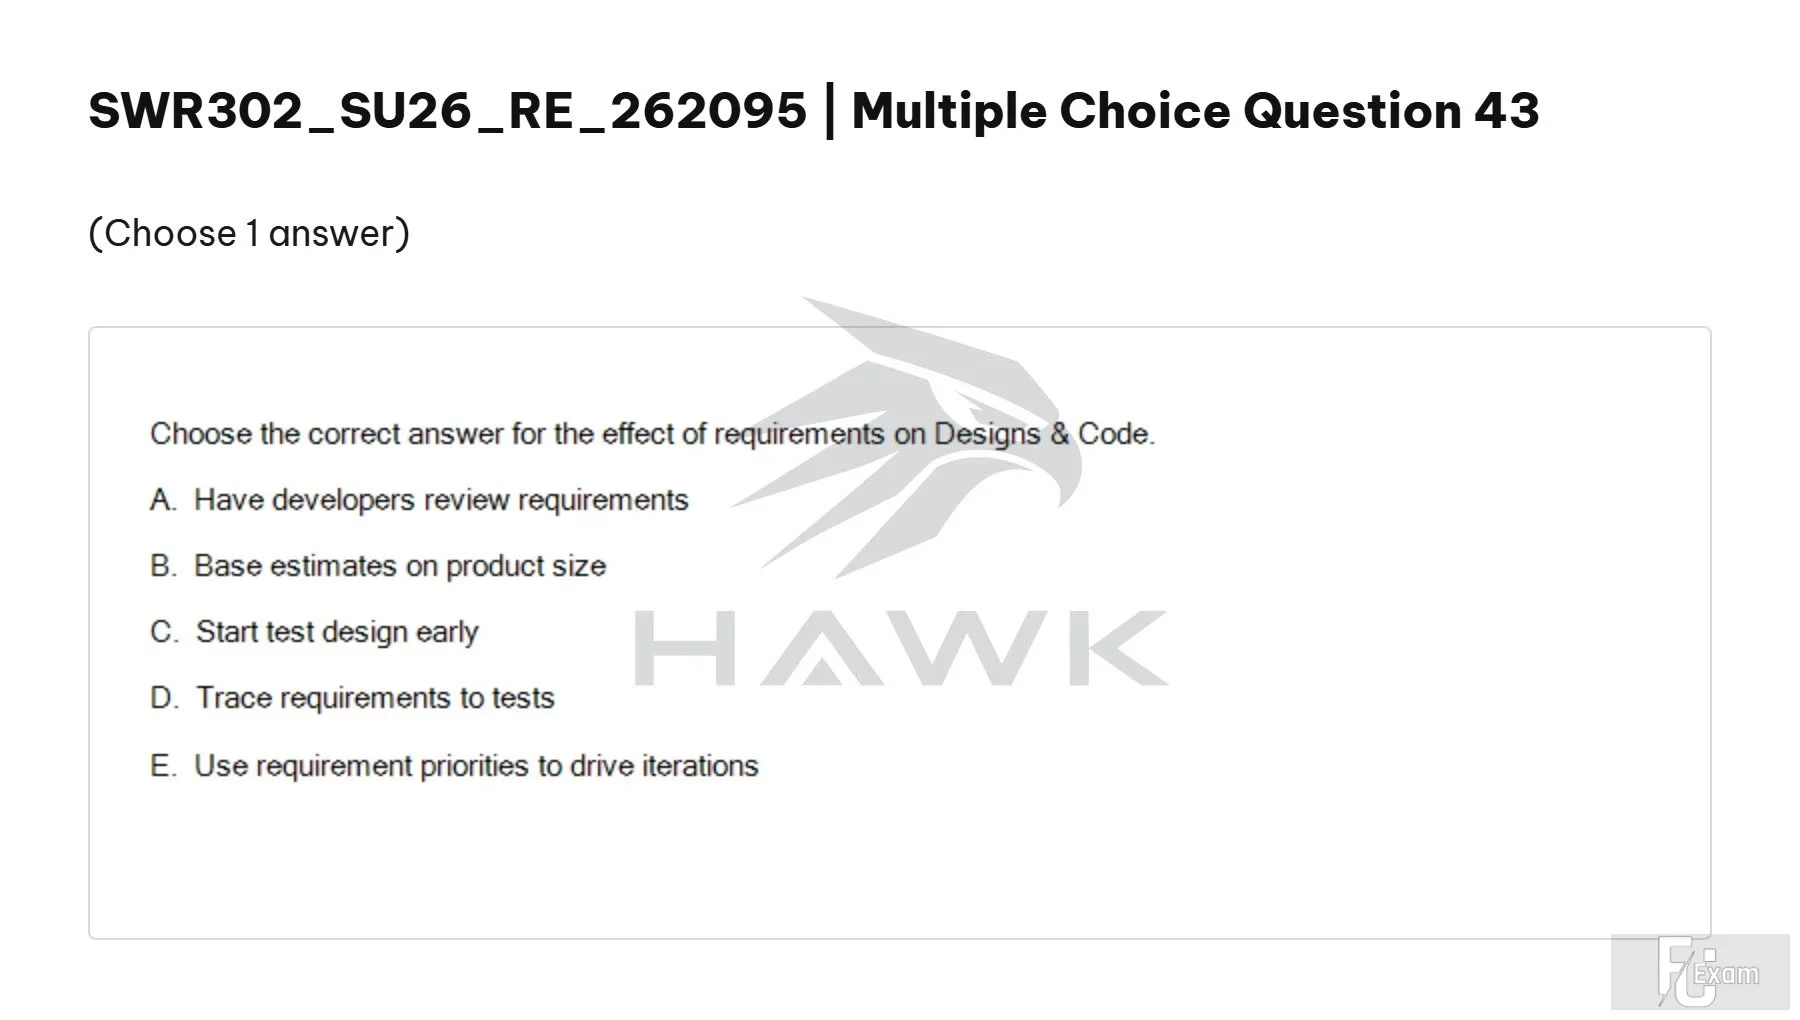 SWR302_SU26_RE_262095 | Multiple Choice Question 43
(Choose 1 answer)
Choose the correct answer for the effect of requirements on Designs & Code.
A. Have developers review requirements
B. Base estimates on product size
C. Start test design early
D. Trace requirements to tests
E. Use requirement priorities to drive iterations
HAWK
FU Exam